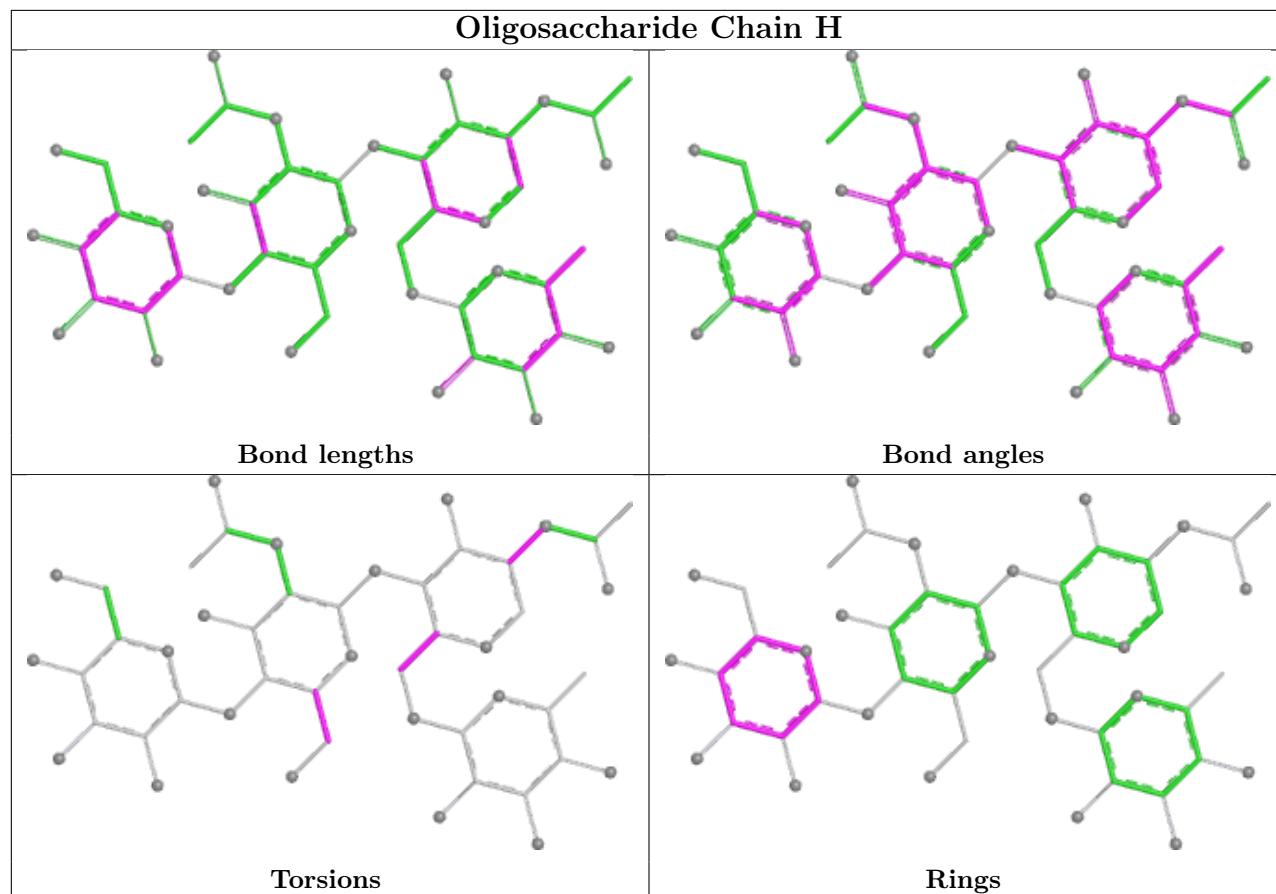 Oligosaccharide Chain H
Bond lengths
Bond angles
Torsions
Rings